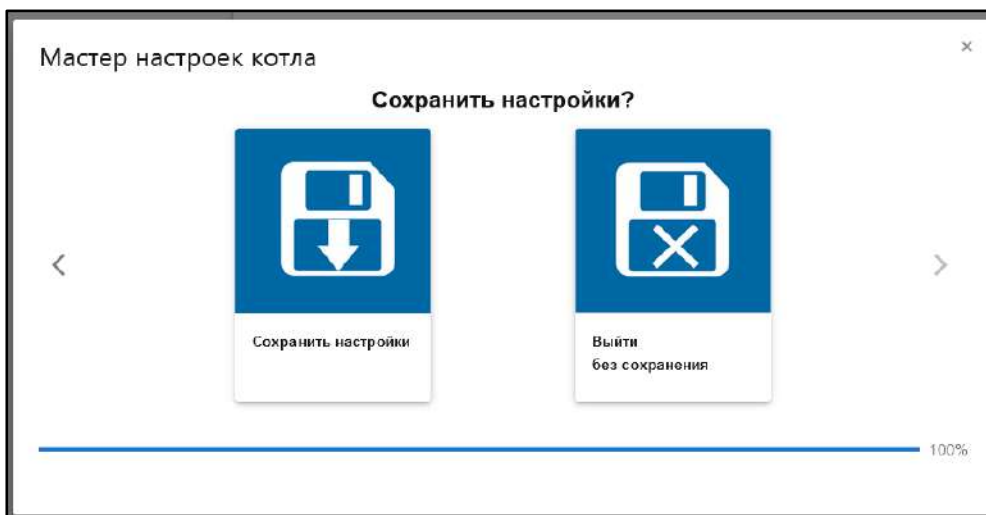 Мастер настроек котла
×
Сохранить настройки?
Сохранить настройки
Выйти
без сохранения
100%